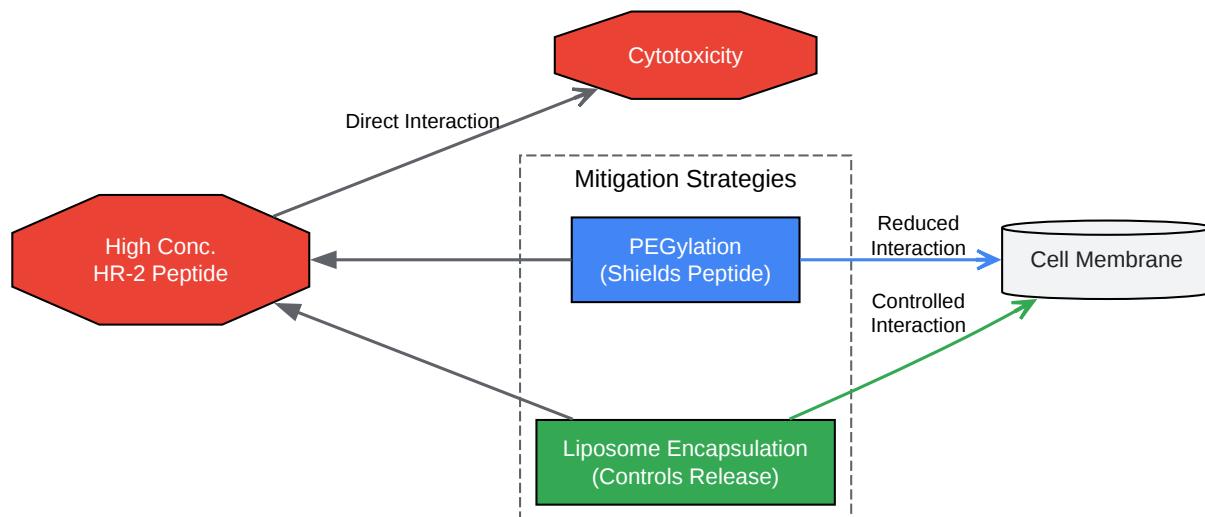 Cytotoxicity
Direct Interaction
Mitigation Strategies
High Conc.
HR-2 Peptide
PEGylation
(Shields Peptide)
Reduced
Interaction
Cell Membrane
Controlled
Interaction
Liposome Encapsulation
(Controls Release)